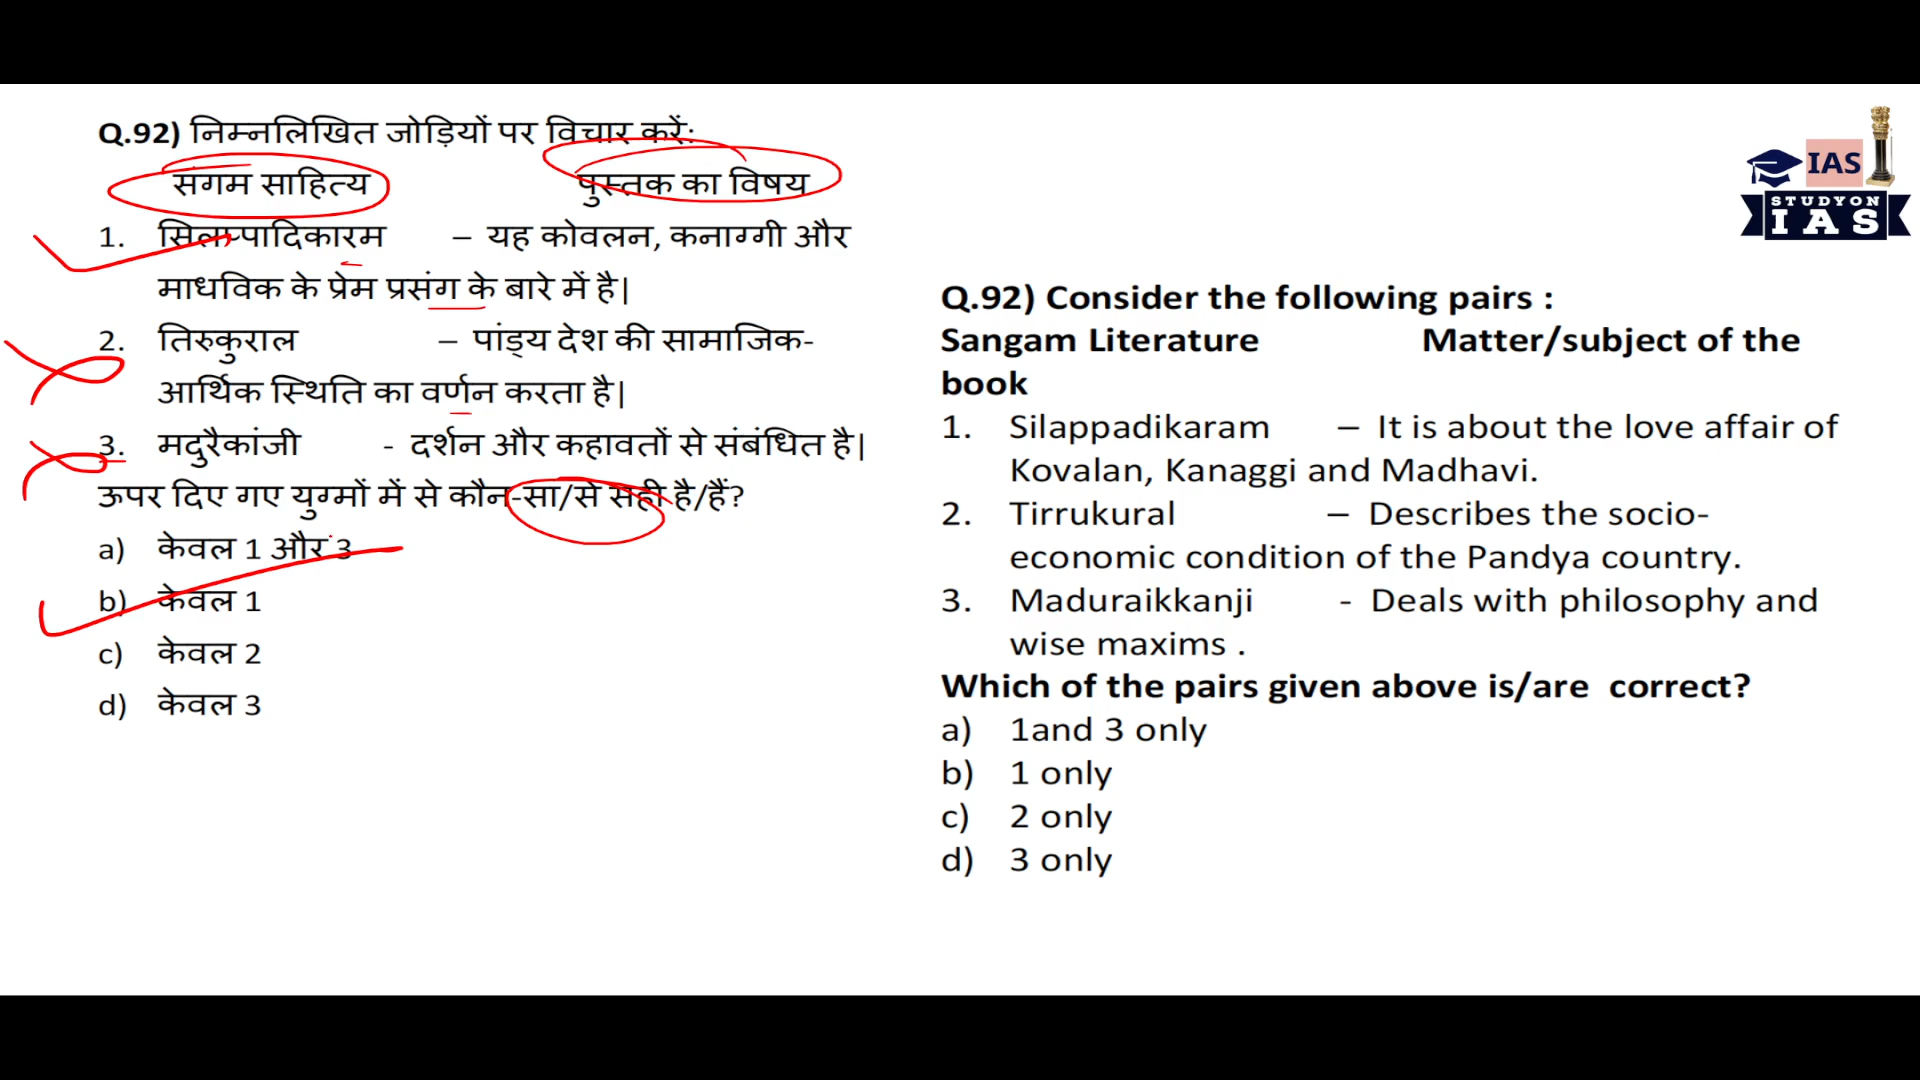 Q.92) निम्नलिखित जोड़ियों पर विचार करें:
संगम साहित्य पुस्तक का विषय
1. सिलाप्पादिकारम – यह कोवलन, कनाग्गी और
माधविक के प्रेम प्रसंग के बारे में है|
2. तिरुकुराल – पांड्य देश की सामाजिक-
आर्थिक स्थिति का वर्णन करता है|
3. मदुरैकांजी - दर्शन और कहावतों से संबंधित है|
ऊपर दिए गए युग्मों में से कौन-सा/से सही है/हैं?
a) केवल 1 और 3
b) केवल 1
c) केवल 2
d) केवल 3
IAS
STUDYON
IAS
Q.92) Consider the following pairs :
Sangam Literature Matter/subject of the
book
1. Silappadikaram – It is about the love affair of
Kovalan, Kanaggi and Madhavi.
2. Tirrukural – Describes the socio-
economic condition of the Pandya country.
3. Maduraikkanji - Deals with philosophy and
wise maxims .
Which of the pairs given above is/are correct?
a) 1and 3 only
b) 1 only
c) 2 only
d) 3 only